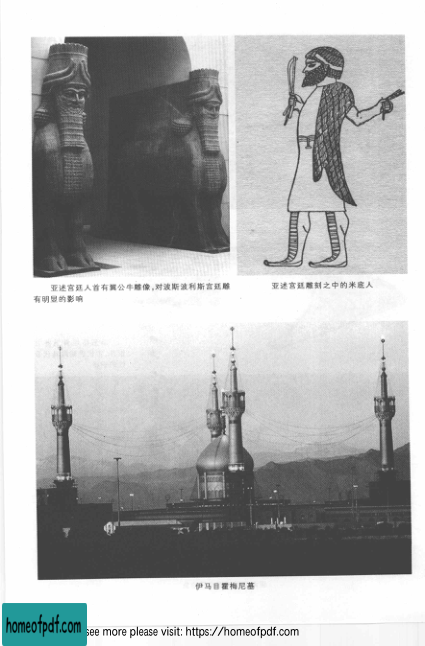 亚述宫廷人首有翼公牛雕像,对波斯波利斯宫廷雕
有明显的影响
亚述宫廷雕刻之中的米底人
伊马目霍梅尼墓
homeofpdf.com
see more please visit: https://homeofpdf.com